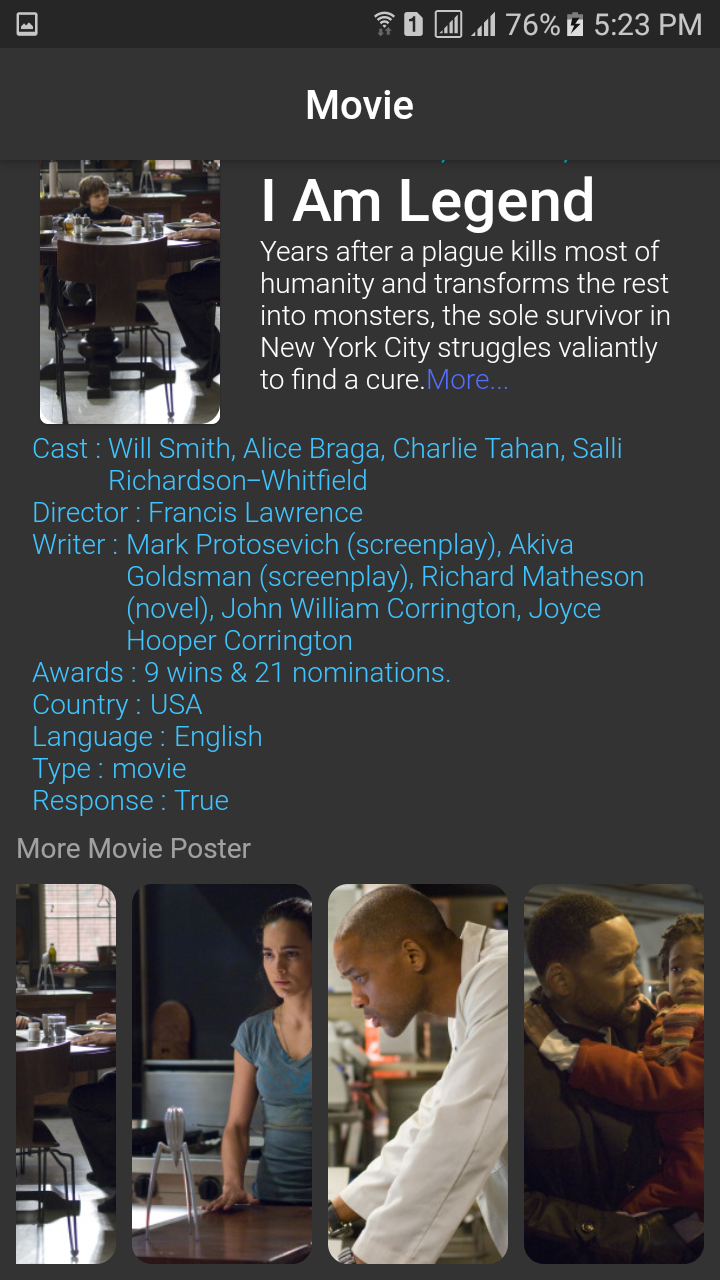 1 76% 5:23 PM
Movie
I Am Legend
Years after a plague kills most of
humanity and transforms the rest
into monsters, the sole survivor in
New York City struggles valiantly
to find a cure.More...
Cast : Will Smith, Alice Braga, Charlie Tahan, Salli
Richardson–Whitfield
Director : Francis Lawrence
Writer : Mark Protosevich (screenplay), Akiva
Goldsman (screenplay), Richard Matheson
(novel), John William Corrington, Joyce
Hooper Corrington
Awards : 9 wins & 21 nominations.
Country : USA
Language : English
Type : movie
Response : True
More Movie Poster